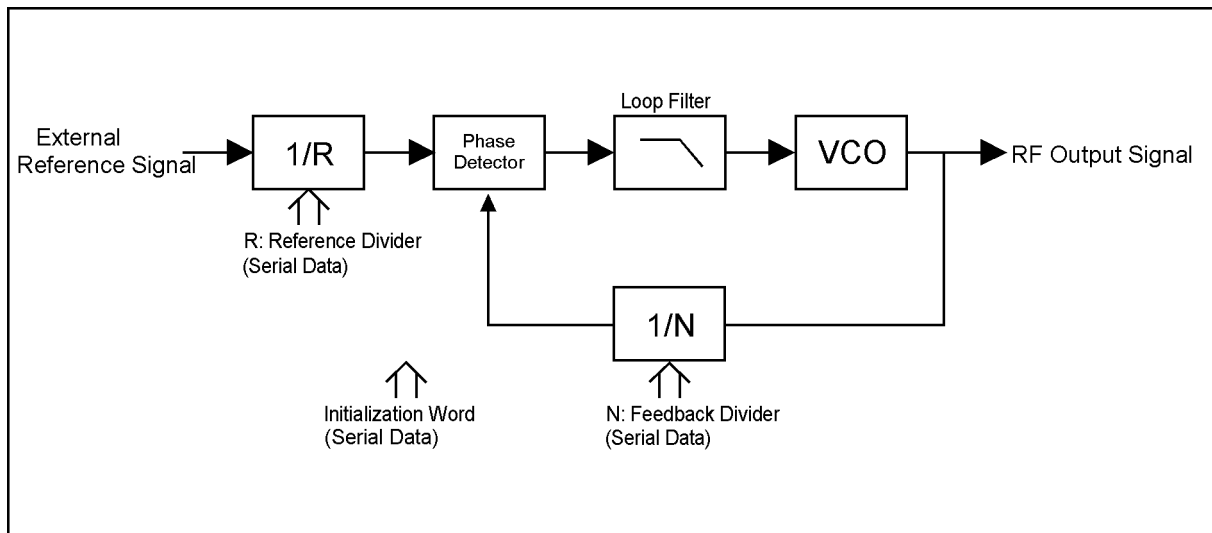 Loop Filter
External
Reference Signal
1/R
Phase
Detector
VCO
RF Output Signal
R: Reference Divider
(Serial Data)
1/N
Initialization Word
(Serial Data)
N: Feedback Divider
(Serial Data)